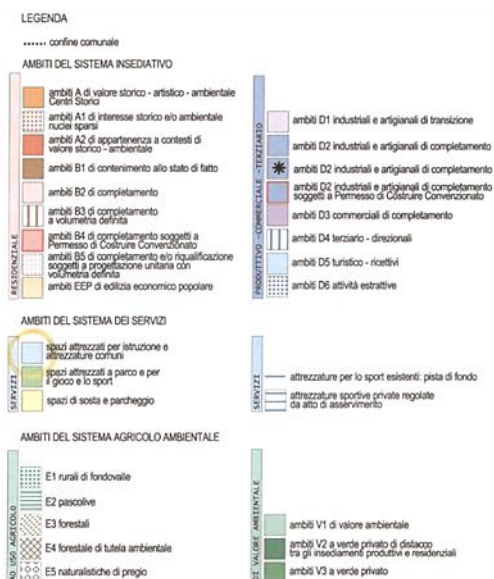 LEGENDA
confine comunale
AMBITI DEL SISTEMA INSEDIATIVO
RESIDENZIALE
ambiti A di valore storico - artistico - ambientale
Centri Storici
ambiti A1 di interesse storico e/o ambientale
nuclei sparsi
ambiti A2 di appartenenza a contesti di
valore storico - ambientale
ambiti B1 di contenimento allo stato di fatto
ambiti B2 di completamento
ambiti B3 di completamento
a volumetria definita
ambiti B4 di completamento soggetti a
Permesso di Costruire Convenzionato
ambiti B5 di completamento e/o riqualificazione
soggetti a progettazione unitaria con
volumetria definita
ambiti EEP di edilizia economico popolare
PRODUTTIVO -COMMERCIALE -TERZIARIO
ambiti D1 industriali e artigianali di transizione
ambiti D2 industriali e artigianali di completamento
ambiti D2 industriali e artigianali di completamento
ambiti D2 industriali e artigianali di completamento
soggetti a Permesso di Costruire Convenzionato
ambiti D3 commerciali di completamento
ambiti D4 terziario - direzionali
ambiti D5 turistico - ricettivi
ambiti D6 attività estrattive
AMBITI DEL SISTEMA DEI SERVIZI
SERVIZI
spazi attrezzati per istruzione e
attrezzature comuni
spazi attrezzati a parco e per
il gioco e lo sport
spazi di sosta e parcheggio
SERVIZI
attrezzature per lo sport esistenti: pista di fondo
attrezzature sportive private regolate
da atto di asservimento
AMBITI DEL SISTEMA AGRICOLO AMBIENTALE
USO AGRICOLO
E1 rurali di fondovalle
E2 pascolive
E3 forestali
E4 forestale di tutela ambientale
E5 naturalistiche di pregio
DI VALORE AMBIENTALE
ambiti V1 di valore ambientale
ambiti V2 a verde privato di distacco
tra gli insediamenti produttivi e residenziali
ambiti V3 a verde privato